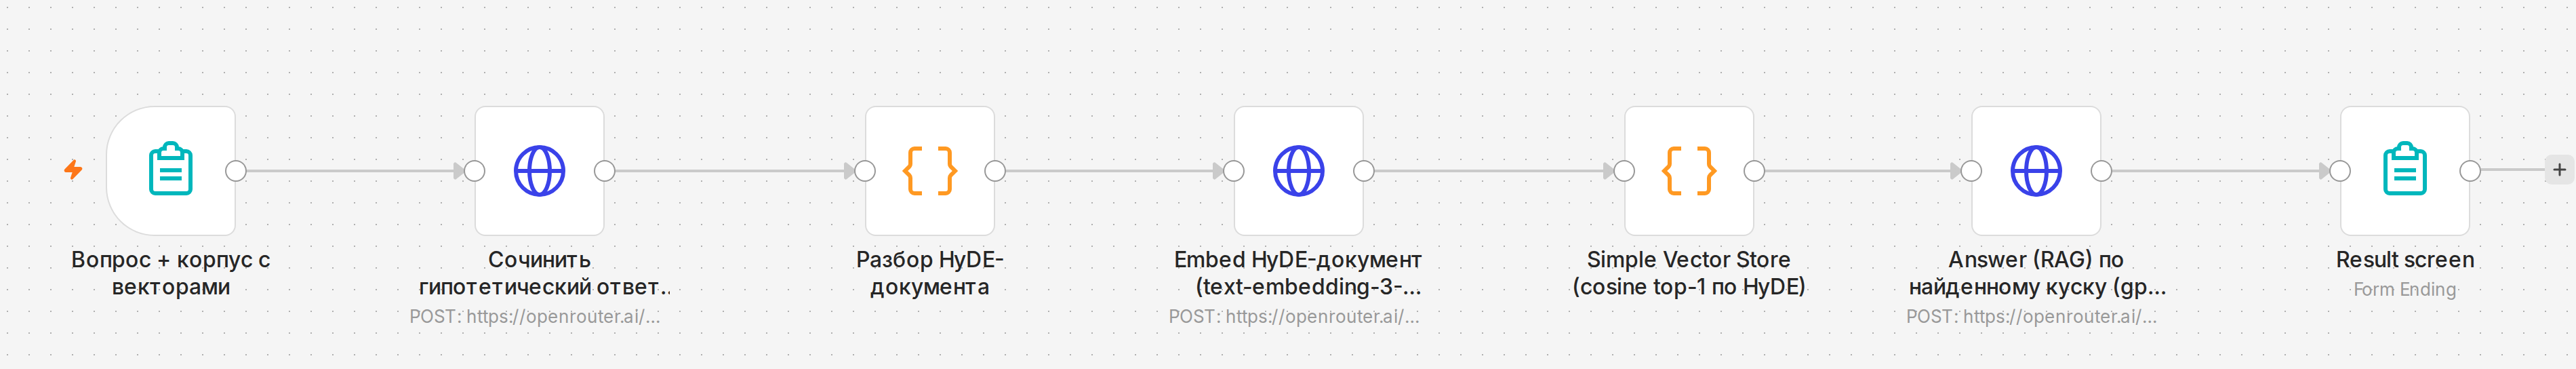 Вопрос + корпус с
векторами
Сочинить
гипотетический ответ...
POST: https://openrouter.ai/...
Разбор HyDE-
документа
Embed HyDE-документ
(text-embedding-3-...
POST: https://openrouter.ai/...
Simple Vector Store
(cosine top-1 по HyDE)
Answer (RAG) по
найденному куску (gp...
POST: https://openrouter.ai/...
Result screen
Form Ending